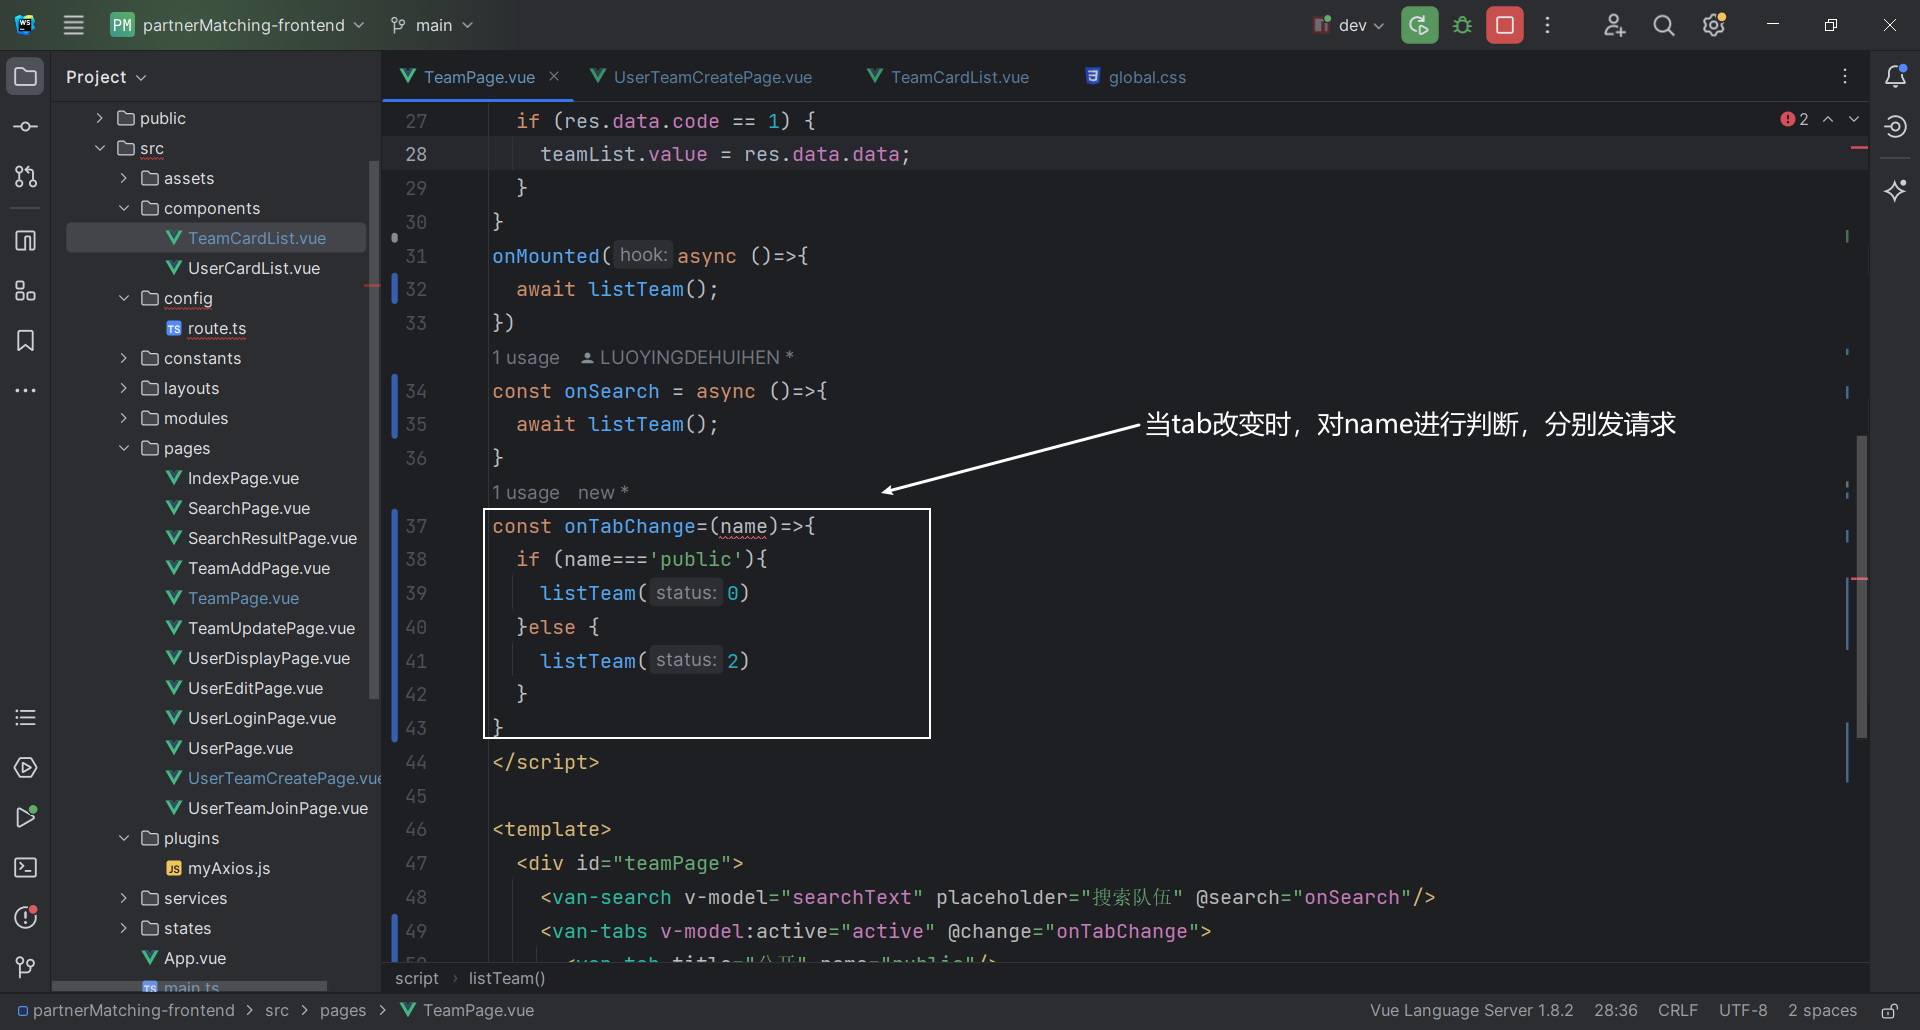 PM partnerMatching-frontend main dev
Project
TeamPage.vue UserTeamCreatePage.vue TeamCardList.vue global.css
public
src
assets
components
TeamCardList.vue
UserCardList.vue
config
TS route.ts
constants
layouts
modules
pages
IndexPage.vue
SearchPage.vue
SearchResultPage.vue
TeamAddPage.vue
TeamPage.vue
TeamUpdatePage.vue
UserDisplayPage.vue
UserEditPage.vue
UserLoginPage.vue
UserPage.vue
UserTeamCreatePage.vue
UserTeamJoinPage.vue
plugins
JS myAxios.js
services
states
App.vue
TS main.ts
2
27 if (res.data.code == 1) {
28 teamList.value = res.data.data;
29 }
30 }
31 onMounted( hook: async ()=>{
32 await listTeam();
33 })
1 usage LUOYINGDEHUIHEN *
34 const onSearch = async ()=>{
35 await listTeam();
36 }
1 usage new *
37 const onTabChange=(name)=>{
38 if (name==='public'){
39 listTeam( status: 0)
40 }else {
41 listTeam( status: 2)
42 }
43 }
44 </script>
45
46 <template>
47 <div id="teamPage">
48 <van-search v-model="searchText" placeholder="搜索队伍" @search="onSearch"/>
49 <van-tabs v-model:active="active" @change="onTabChange">
50 <van-tab title="公开" name="public"/>
当tab改变时，对name进行判断，分别发请求
script › listTeam()
partnerMatching-frontend > src > pages > TeamPage.vue
Vue Language Server 1.8.2 28:36 CRLF UTF-8 2 spaces